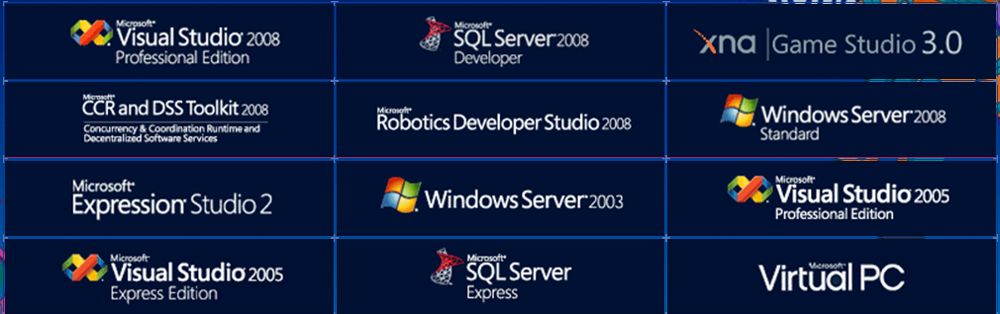 Microsoft®
Visual Studio® 2008
Professional Edition
Microsoft®
SQL Server® 2008
Developer
xna Game Studio 3.0
Microsoft®
CCR and DSS Toolkit 2008
Concurrency & Coordination Runtime and
Decentralized Software Services
Microsoft®
Robotics Developer Studio 2008
Windows Server® 2008
Standard
Microsoft®
Expression® Studio 2
Windows Server® 2003
Microsoft®
Visual Studio® 2005
Professional Edition
Microsoft®
Visual Studio® 2005
Express Edition
Microsoft®
SQL Server®
Express
Microsoft®
Virtual PC